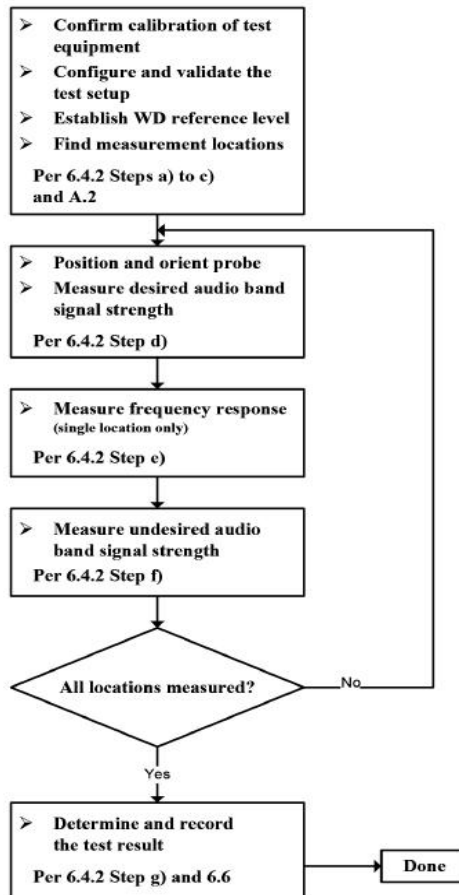 ➢ Confirm calibration of test
equipment
➢ Configure and validate the
test setup
➢ Establish WD reference level
➢ Find measurement locations
Per 6.4.2 Steps a) to c)
and A.2
➢ Position and orient probe
➢ Measure desired audio band
signal strength
Per 6.4.2 Step d)
➢ Measure frequency response
(single location only)
Per 6.4.2 Step e)
➢ Measure undesired audio
band signal strength
Per 6.4.2 Step f)
All locations measured?
No
Yes
➢ Determine and record
the test result
Per 6.4.2 Step g) and 6.6
Done